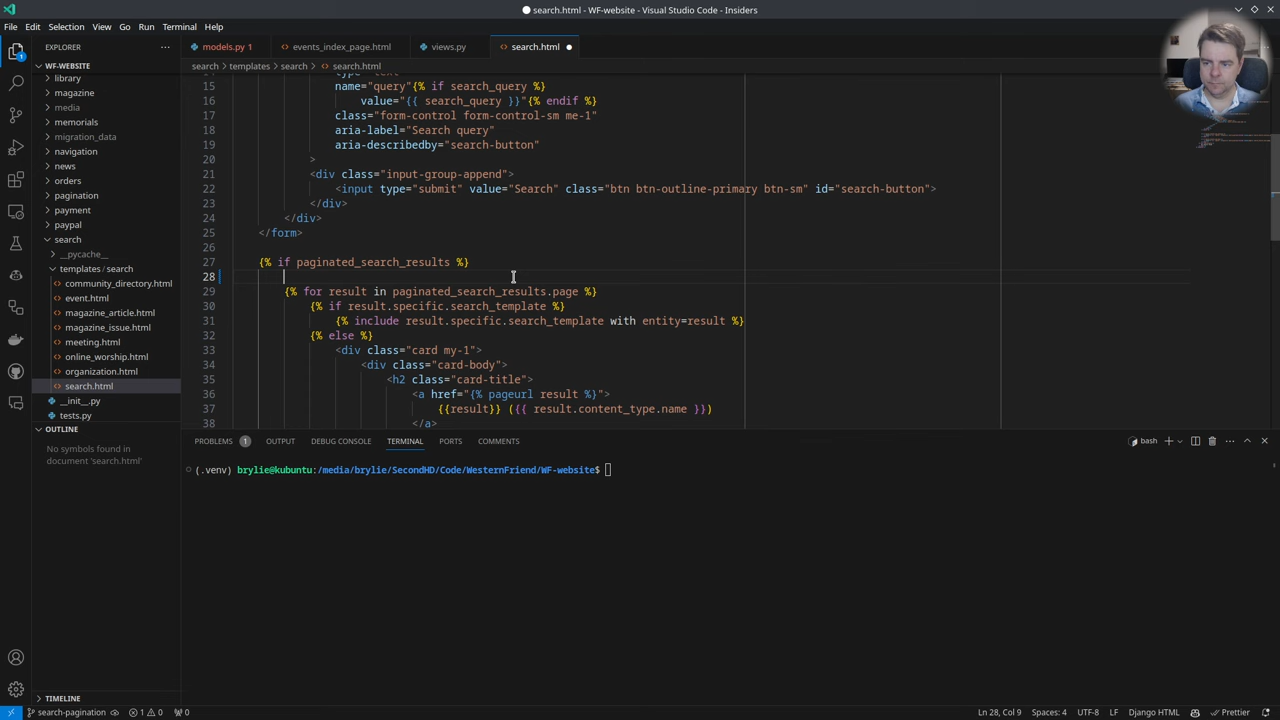 search.html - WF-website - Visual Studio Code - Insiders
File Edit Selection View Go Run Terminal Help
EXPLORER
models.py 1
events_index_page.html
views.py
search.html
WF-WEBSITE
search > templates > search > search.html
library
magazine
media
memorials
migration_data
navigation
news
orders
pagination
payment
paypal
search
__pycache__
templates / search
community_directory.html
event.html
magazine_article.html
magazine_issue.html
meeting.html
online_worship.html
organization.html
search.html
__init__.py
tests.py
15 name="query"{% if search_query %}
16 value="{{ search_query }}"{% endif %}
17 class="form-control form-control-sm me-1"
18 aria-label="Search query"
19 aria-describedby="search-button"
20 >
21 <div class="input-group-append">
22 <input type="submit" value="Search" class="btn btn-outline-primary btn-sm" id="search-button">
23 </div>
24 </div>
25 </form>
26
27 {% if paginated_search_results %}
28
29 {% for result in paginated_search_results.page %}
30 {% if result.specific.search_template %}
31 {% include result.specific.search_template with entity=result %}
32 {% else %}
33 <div class="card my-1">
34 <div class="card-body">
35 <h2 class="card-title">
36 <a href="{% pageurl result %}">
37 {{result}} ({{ result.content_type.name }})
38 </a>
OUTLINE
No symbols found in
document 'search.html'
TIMELINE
PROBLEMS 1 OUTPUT DEBUG CONSOLE TERMINAL PORTS COMMENTS
bash
(.venv) brylie@kubuntu:/media/brylie/SecondHD/Code/WesternFriend/WF-website$
search-pagination 1 0 0
Ln 28, Col 9 Spaces: 4 UTF-8 LF Django HTML Prettier